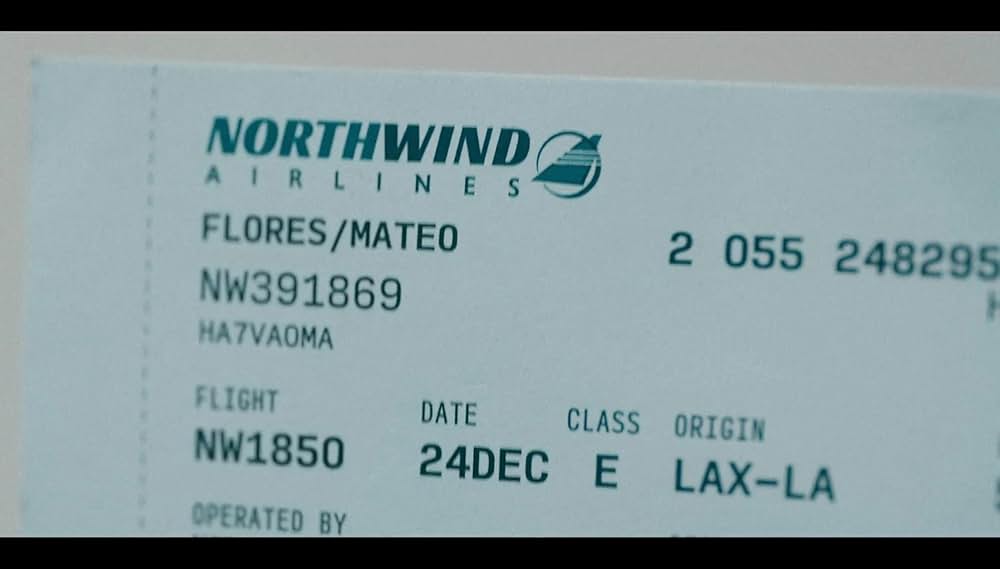 NORTHWIND
AIRLINES
FLORES/MATEO
2 055 248295
NW391869
HA7VAOMA
FLIGHT DATE CLASS ORIGIN
NW1850 24DEC E LAX-LA
OPERATED BY